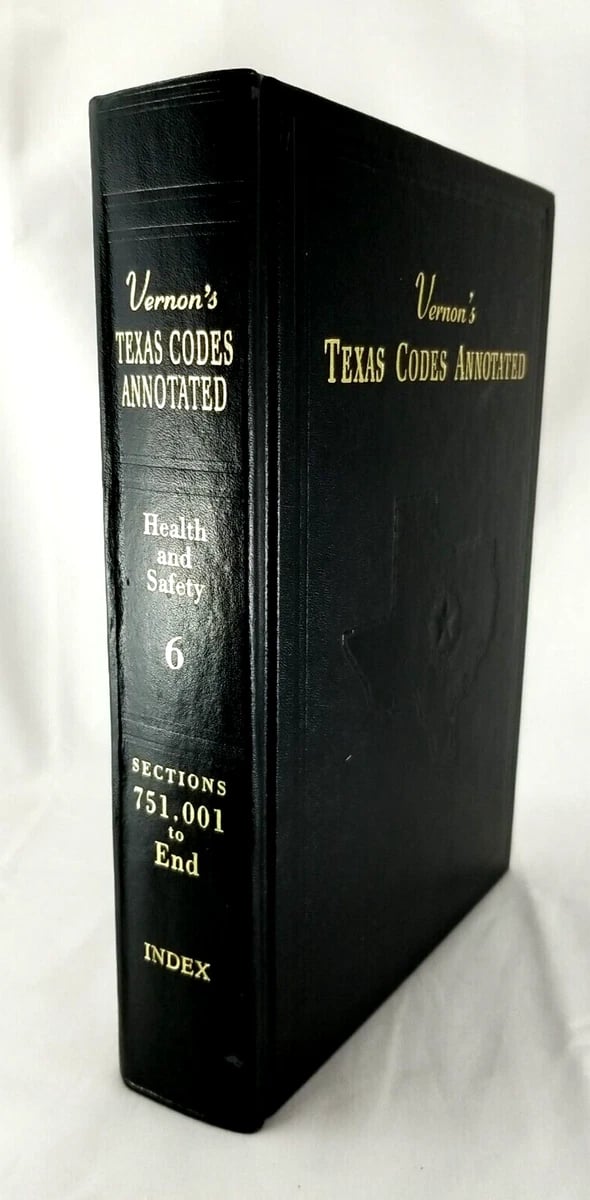 Vernon's
TEXAS CODES
ANNOTATED
Health
and
Safety
6
SECTIONS
751.001
to
End
INDEX
Vernon's
TEXAS CODES ANNOTATED